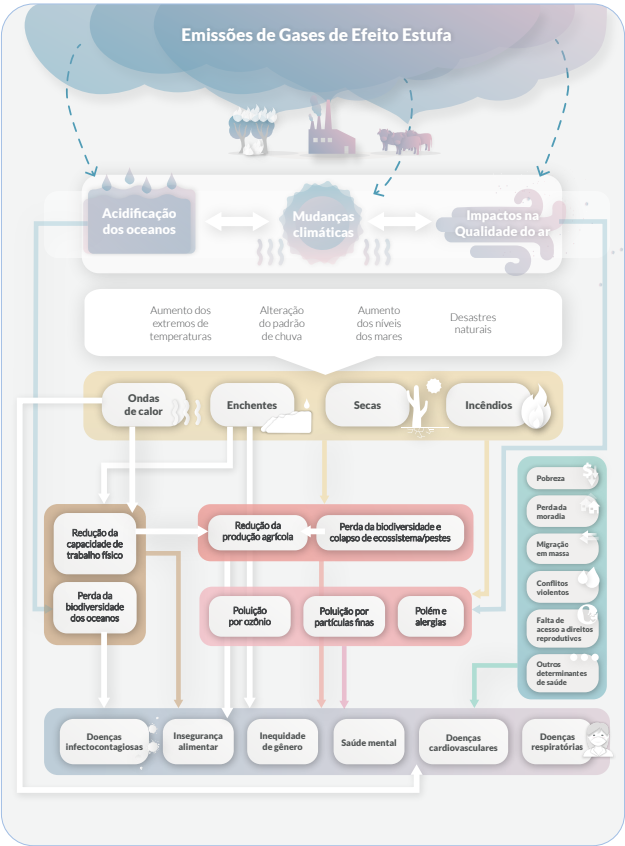 Emissões de Gases de Efeito Estufa
Acidificação
dos oceanos
Mudanças
climáticas
Impactos na
Qualidade do ar
Aumento dos
extremos de
temperaturas
Alteração
do padrão
de chuva
Aumento
dos níveis
dos mares
Desastres
naturais
Ondas
de calor
Enchentes
Secas
Incêndios
Pobreza
Perda da
moradia
Migração
em massa
Conflitos
violentos
Falta de
acesso a direitos
reprodutivos
Outros
determinantes
de saúde
Redução da
capacidade de
trabalho físico
Perda da
biodiversidade
dos oceanos
Redução da
produção agrícola
Perda da biodiversidade e
colapso de ecossistema/pestes
Poluição
por ozônio
Poluição por
partículas finas
Polém e
alergias
Doenças
infectocontagiosas
Insegurança
alimentar
Inequidade
de gênero
Saúde mental
Doenças
cardiovasculares
Doenças
respiratórias